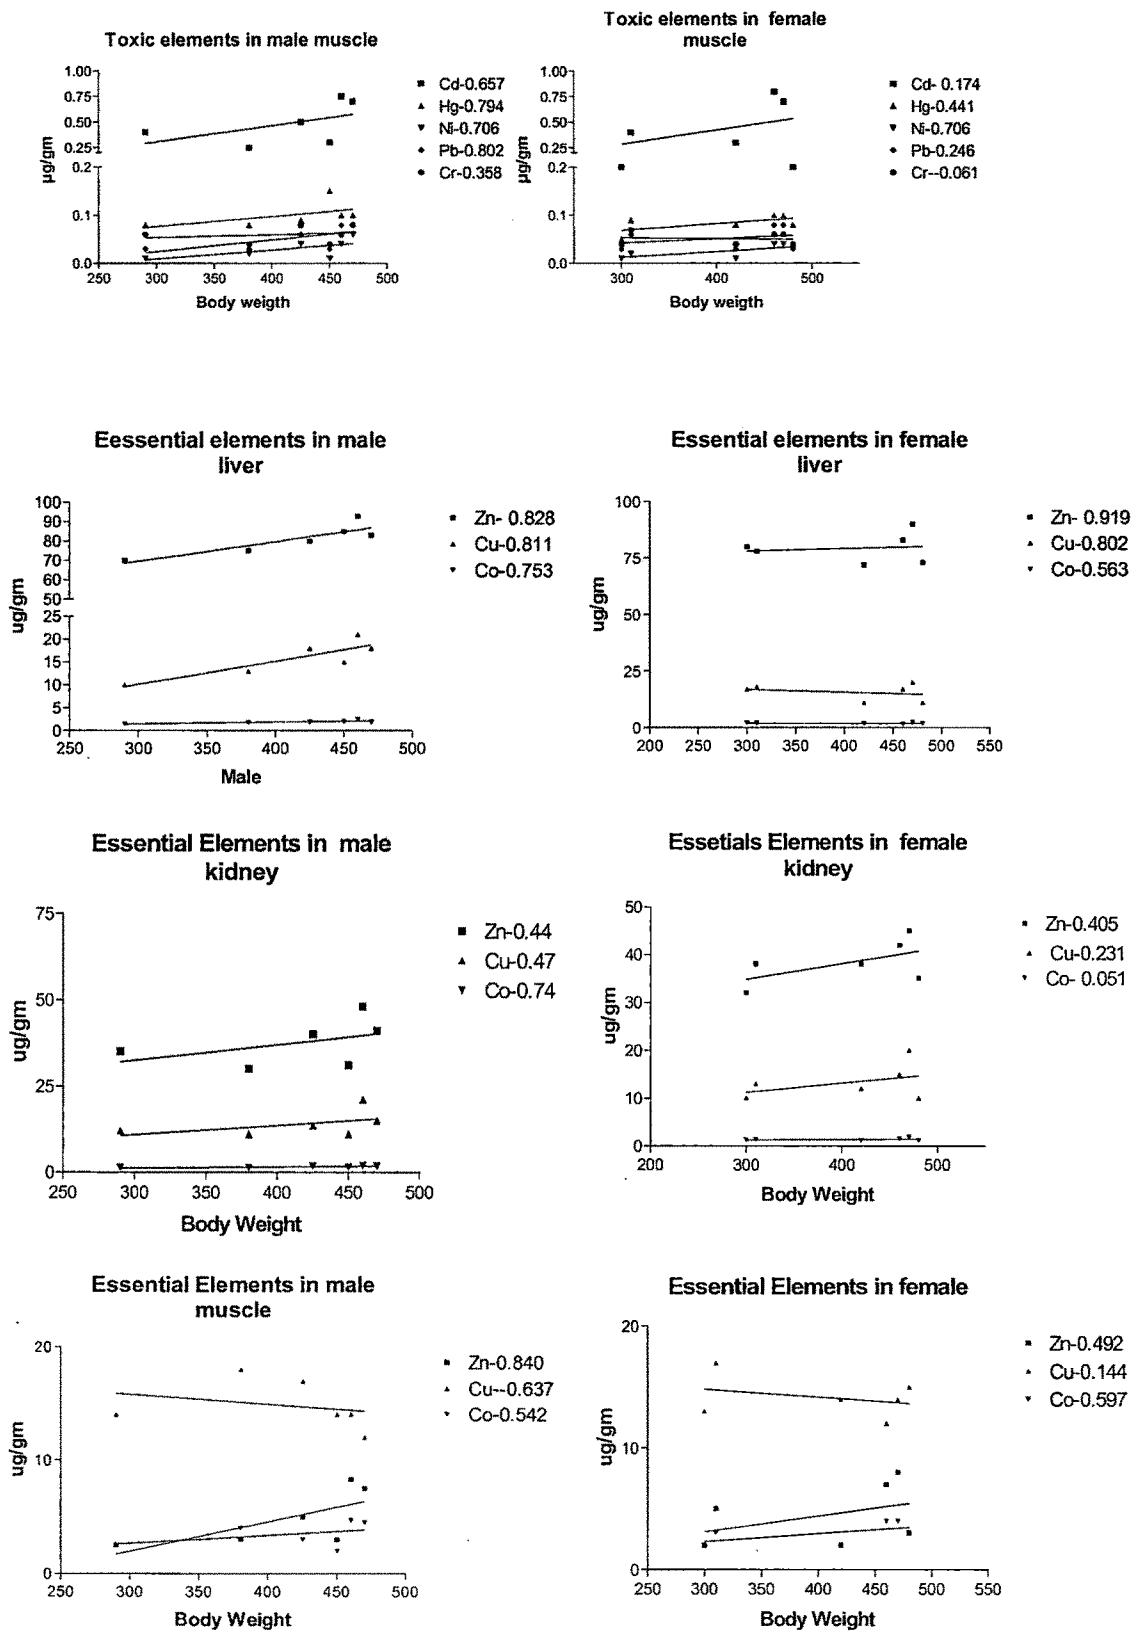 Toxic elements in male muscle
1.00
0.75
0.50
0.25
0.2
0.1
0.0
µg/gm
250
300
350
400
450
500
Body weigth
Cd-0.657
Hg-0.794
Ni-0.706
Pb-0.802
Cr-0.358
Toxic elements in female
muscle
1.00
0.75
0.50
0.25
0.2
0.1
0.0
µg/gm
300
400
500
Body weigth
Cd- 0.174
Hg-0.441
Ni-0.706
Pb-0.246
Cr--0.061
Eessential elements in male
liver
100
90
80
70
60
50
25
20
15
10
5
0
ug/gm
250
300
350
400
450
500
Male
Zn- 0.828
Cu-0.811
Co-0.753
Essential elements in female
liver
100
75
50
25
0
ug/gm
200
250
300
350
400
450
500
550
Zn- 0.919
Cu-0.802
Co-0.563
Essential Elements in male
kidney
75
50
25
0
ug/gm
250
300
350
400
450
500
Body Weight
Zn-0.44
Cu-0.47
Co-0.74
Essetials Elements in female
kidney
50
40
30
20
10
0
ug/gm
200
300
400
500
Body Weight
Zn-0.405
Cu-0.231
Co- 0.051
Essential Elements in male
muscle
20
10
0
ug/gm
250
300
350
400
450
500
Body Weight
Zn-0.840
Cu--0.637
Co-0.542
Essetial Elements in female
20
10
0
ug/gm
250
300
350
400
450
500
550
Body Weight
Zn-0.492
Cu-0.144
Co-0.597